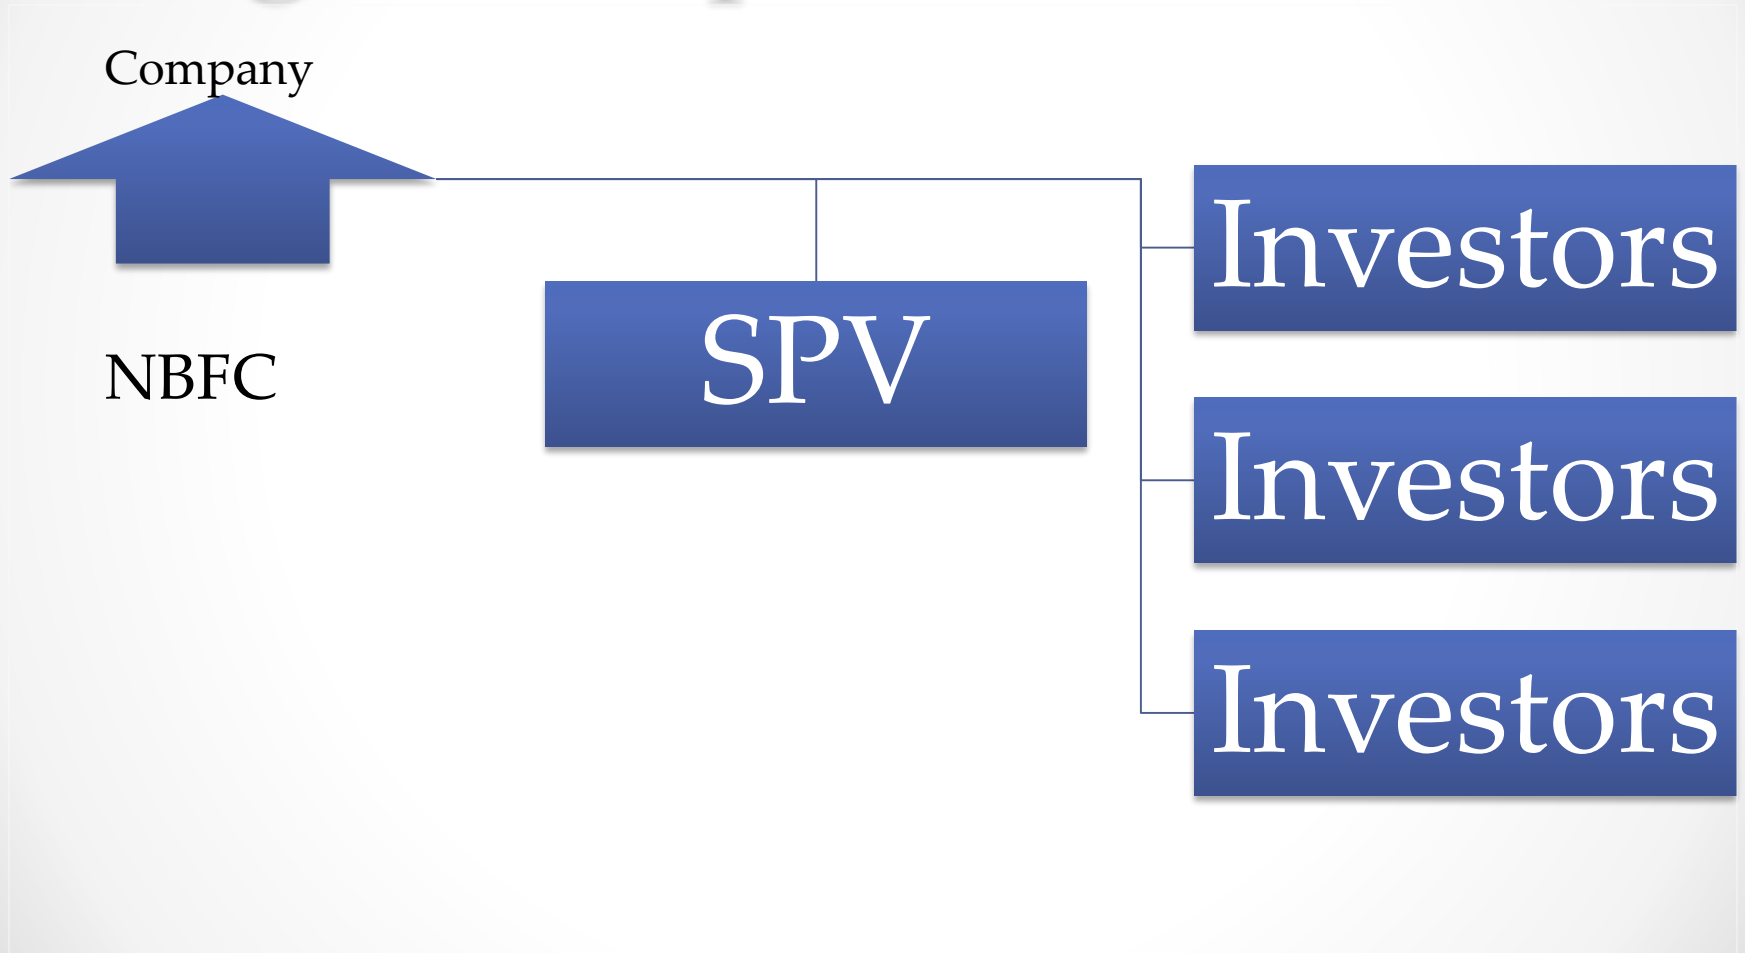 Company
NBFC
SPV
Investors
Investors
Investors